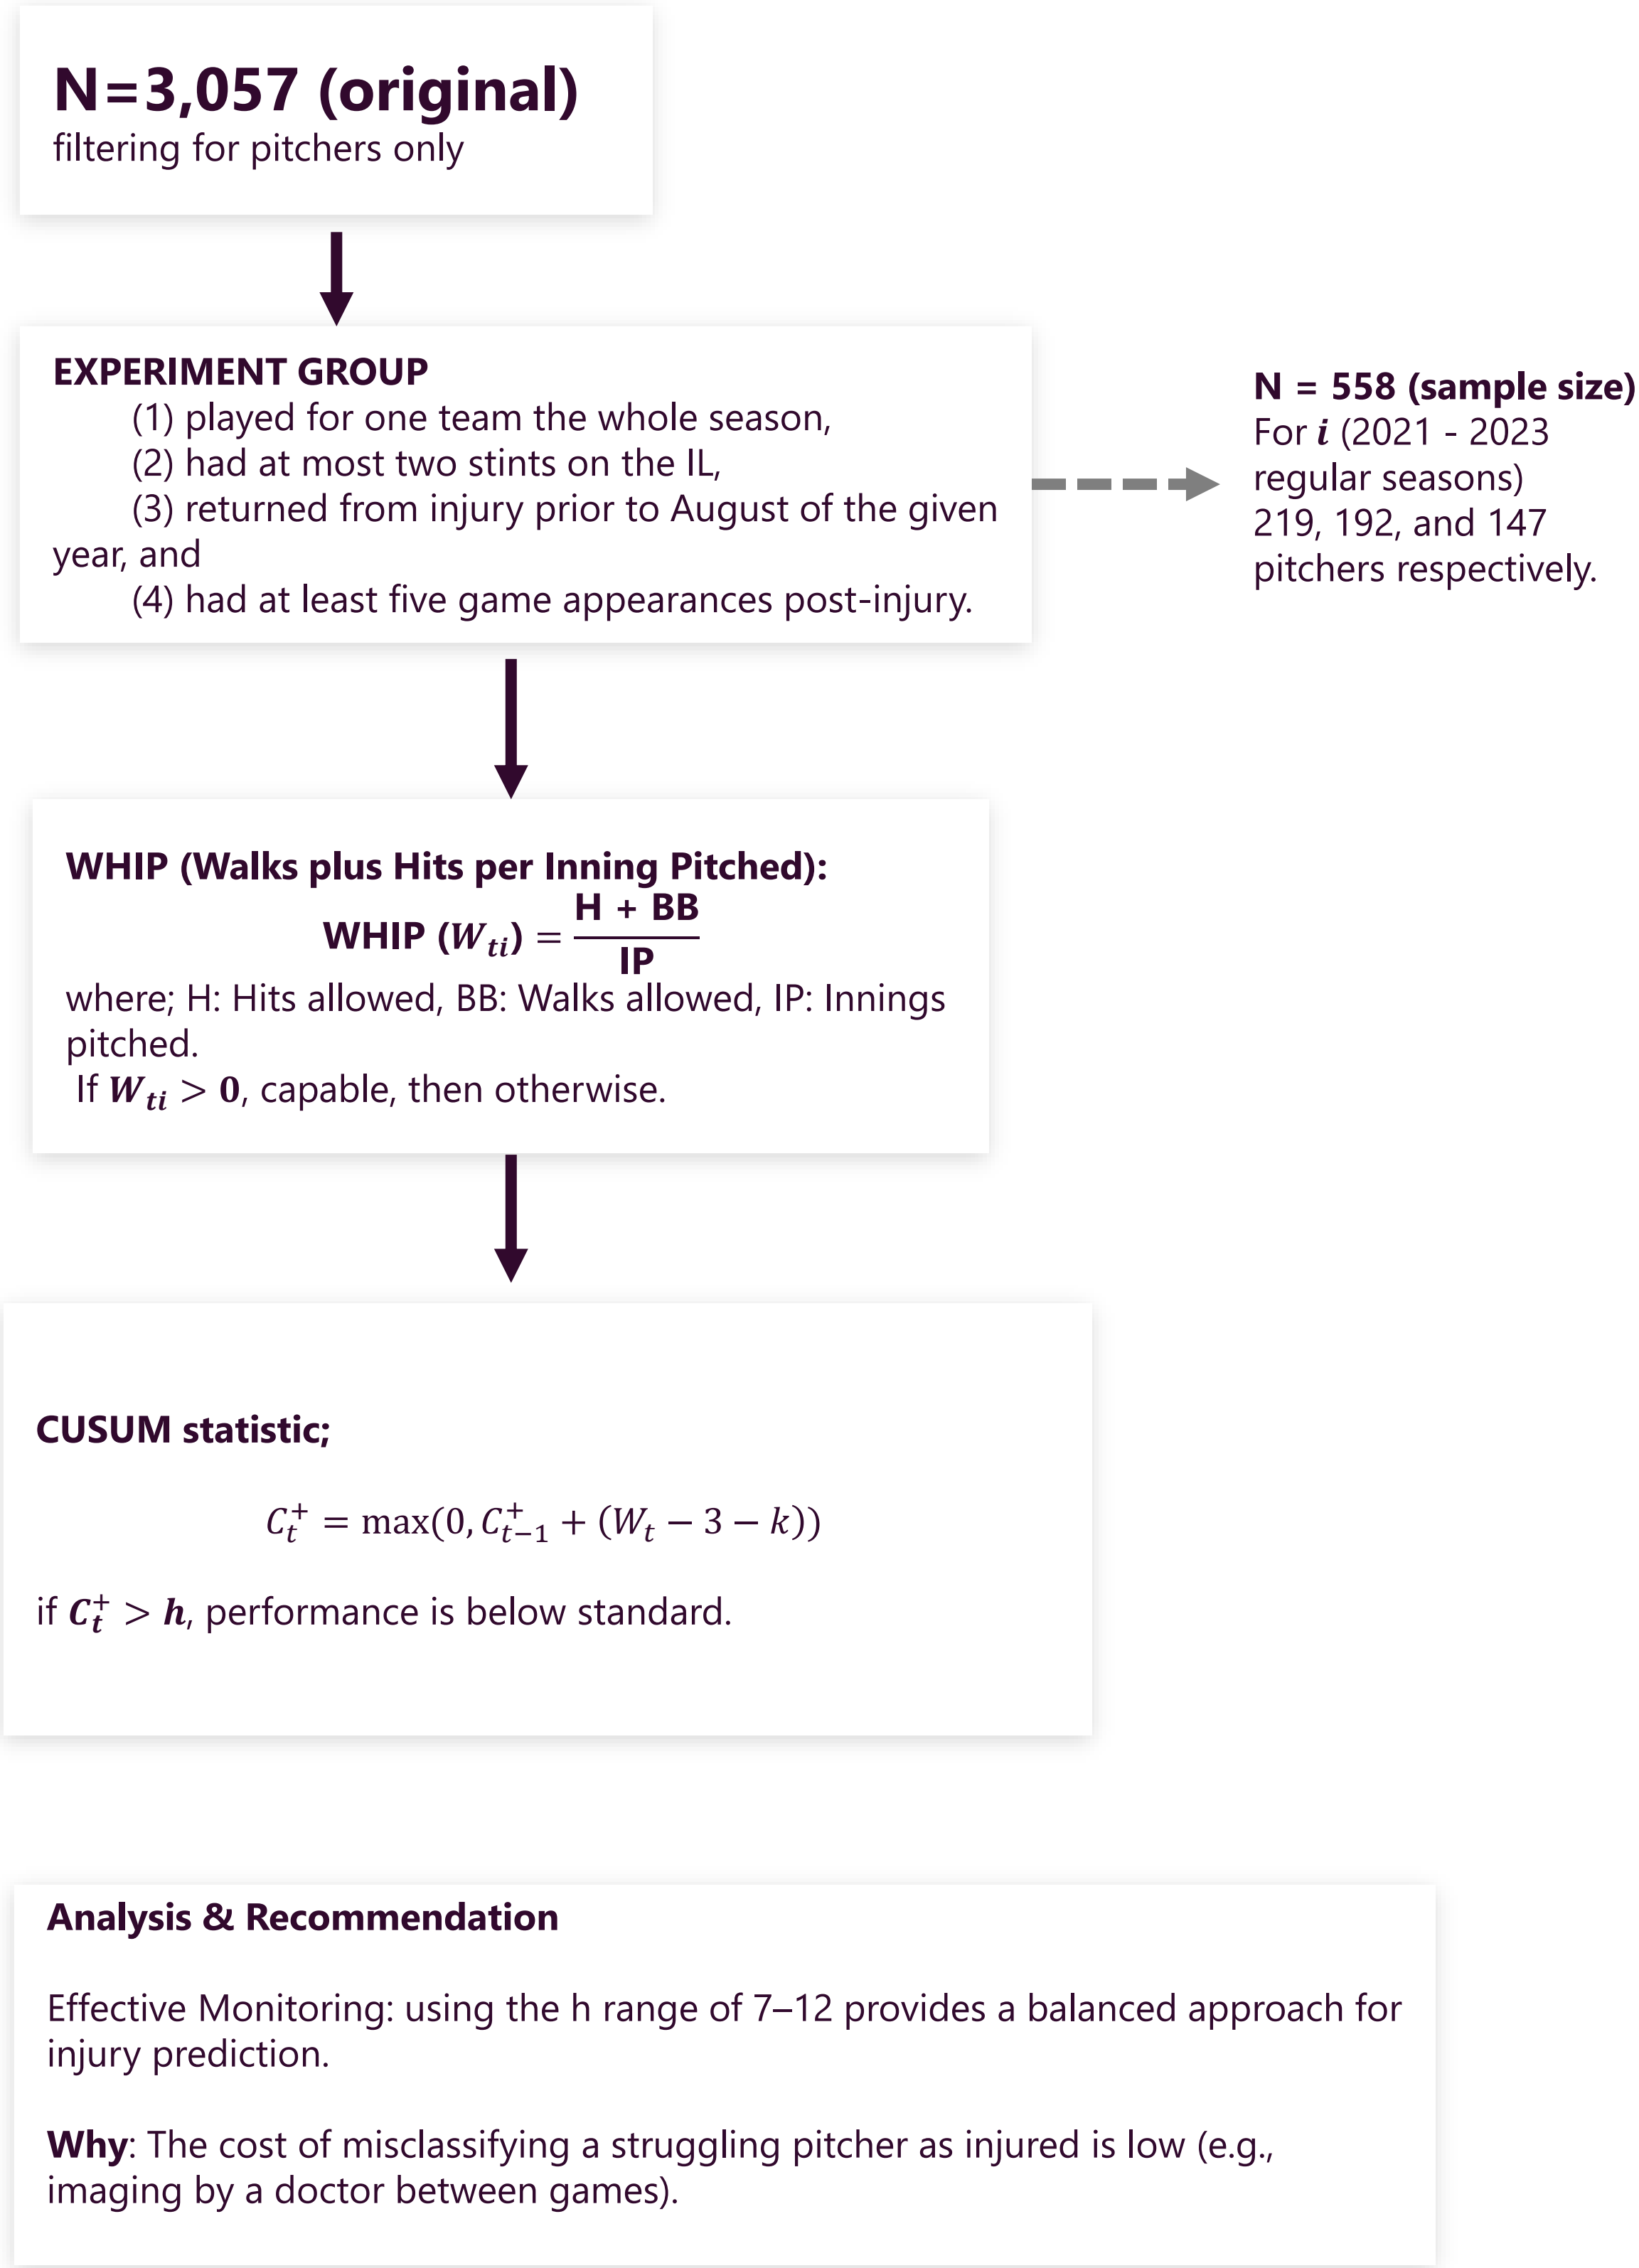 N=3,057 (original)
filtering for pitchers only
EXPERIMENT GROUP
(1) played for one team the whole season,
(2) had at most two stints on the IL,
(3) returned from injury prior to August of the given
year, and
(4) had at least five game appearances post-injury.
N = 558 (sample size)
For i (2021 - 2023
regular seasons)
219, 192, and 147
pitchers respectively.
WHIP (Walks plus Hits per Inning Pitched):
WHIP (W_{ti}) = \frac{H + BB}{IP}
where; H: Hits allowed, BB: Walks allowed, IP: Innings
pitched.
If W_{ti} > 0, capable, then otherwise.
CUSUM statistic;
C_t^+ = max(0, C_{t-1}^+ + (W_t − 3 − k))
if C_t^+ > h, performance is below standard.
Analysis & Recommendation
Effective Monitoring: using the h range of 7–12 provides a balanced approach for
injury prediction.
Why: The cost of misclassifying a struggling pitcher as injured is low (e.g.,
imaging by a doctor between games).